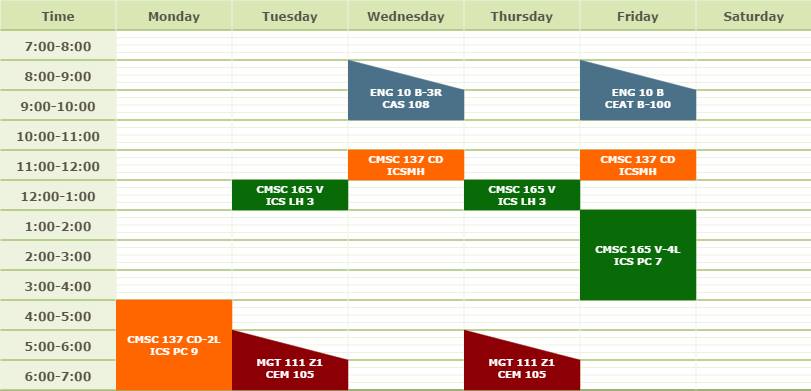 Time Monday Tuesday Wednesday Thursday Friday Saturday
7:00-8:00
8:00-9:00
ENG 10 B-3R
CAS 108
ENG 10 B
CEAT B-100
9:00-10:00
10:00-11:00
11:00-12:00
CMSC 137 CD
ICSMH
CMSC 137 CD
ICSMH
12:00-1:00
CMSC 165 V
ICS LH 3
CMSC 165 V
ICS LH 3
1:00-2:00
2:00-3:00
CMSC 165 V-4L
ICS PC 7
3:00-4:00
4:00-5:00
5:00-6:00
CMSC 137 CD-2L
ICS PC 9
MGT 111 Z1
CEM 105
MGT 111 Z1
CEM 105
6:00-7:00